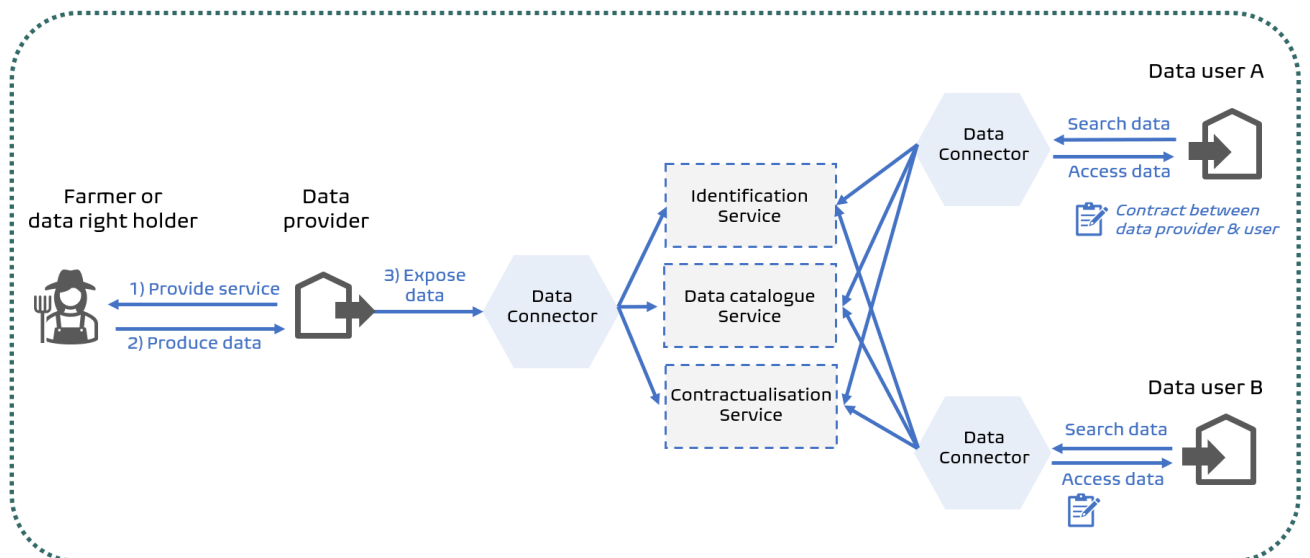 Farmer or
data right holder
Data
provider
1) Provide service
2) Produce data
3) Expose
data
Data
Connector
Identification
Service
Data catalogue
Service
Contractualisation
Service
Data
Connector
Data user A
Search data
Access data
Contract between
data provider & user
Data
Connector
Data user B
Search data
Access data